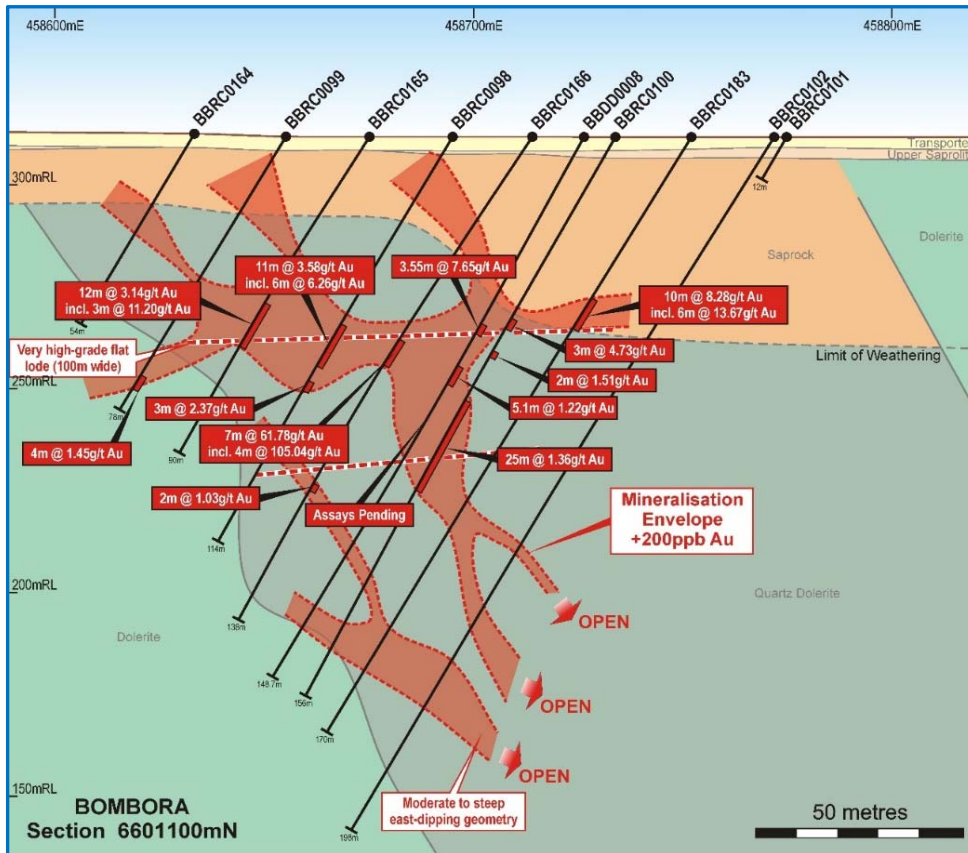 458600mE
458700mE
458800mE
BBRC0164
BBRC0099
BBRC0165
BBRC0098
BBRC0166
BBDD0008
BBRC0100
BBRC0183
BBRC0102
BBRC0101
Transporte
Upper Saprolit
12m
300mRL
Dolerite
Saprock
11m @ 3.58g/t Au
incl. 6m @ 6.26g/t Au
3.55m @ 7.65g/t Au
12m @ 3.14g/t Au
incl. 3m @ 11.20g/t Au
10m @ 8.28g/t Au
incl. 6m @ 13.67g/t Au
54m
Very high-grade flat
lode (100m wide)
3m @ 4.73g/t Au
Limit of Weathering
2m @ 1.51g/t Au
250mRL
78m
3m @ 2.37g/t Au
5.1m @ 1.22g/t Au
4m @ 1.45g/t Au
90m
7m @ 61.78g/t Au
incl. 4m @ 105.04g/t Au
25m @ 1.36g/t Au
2m @ 1.03g/t Au
Assays Pending
Mineralisation
Envelope
+200ppb Au
114m
200mRL
Quartz Dolerite
138m
OPEN
Dolerite
148.7m
156m
OPEN
170m
OPEN
150mRL
BOMBORA
Section 6601100mN
Moderate to steep
east-dipping geometry
50 metres
198m